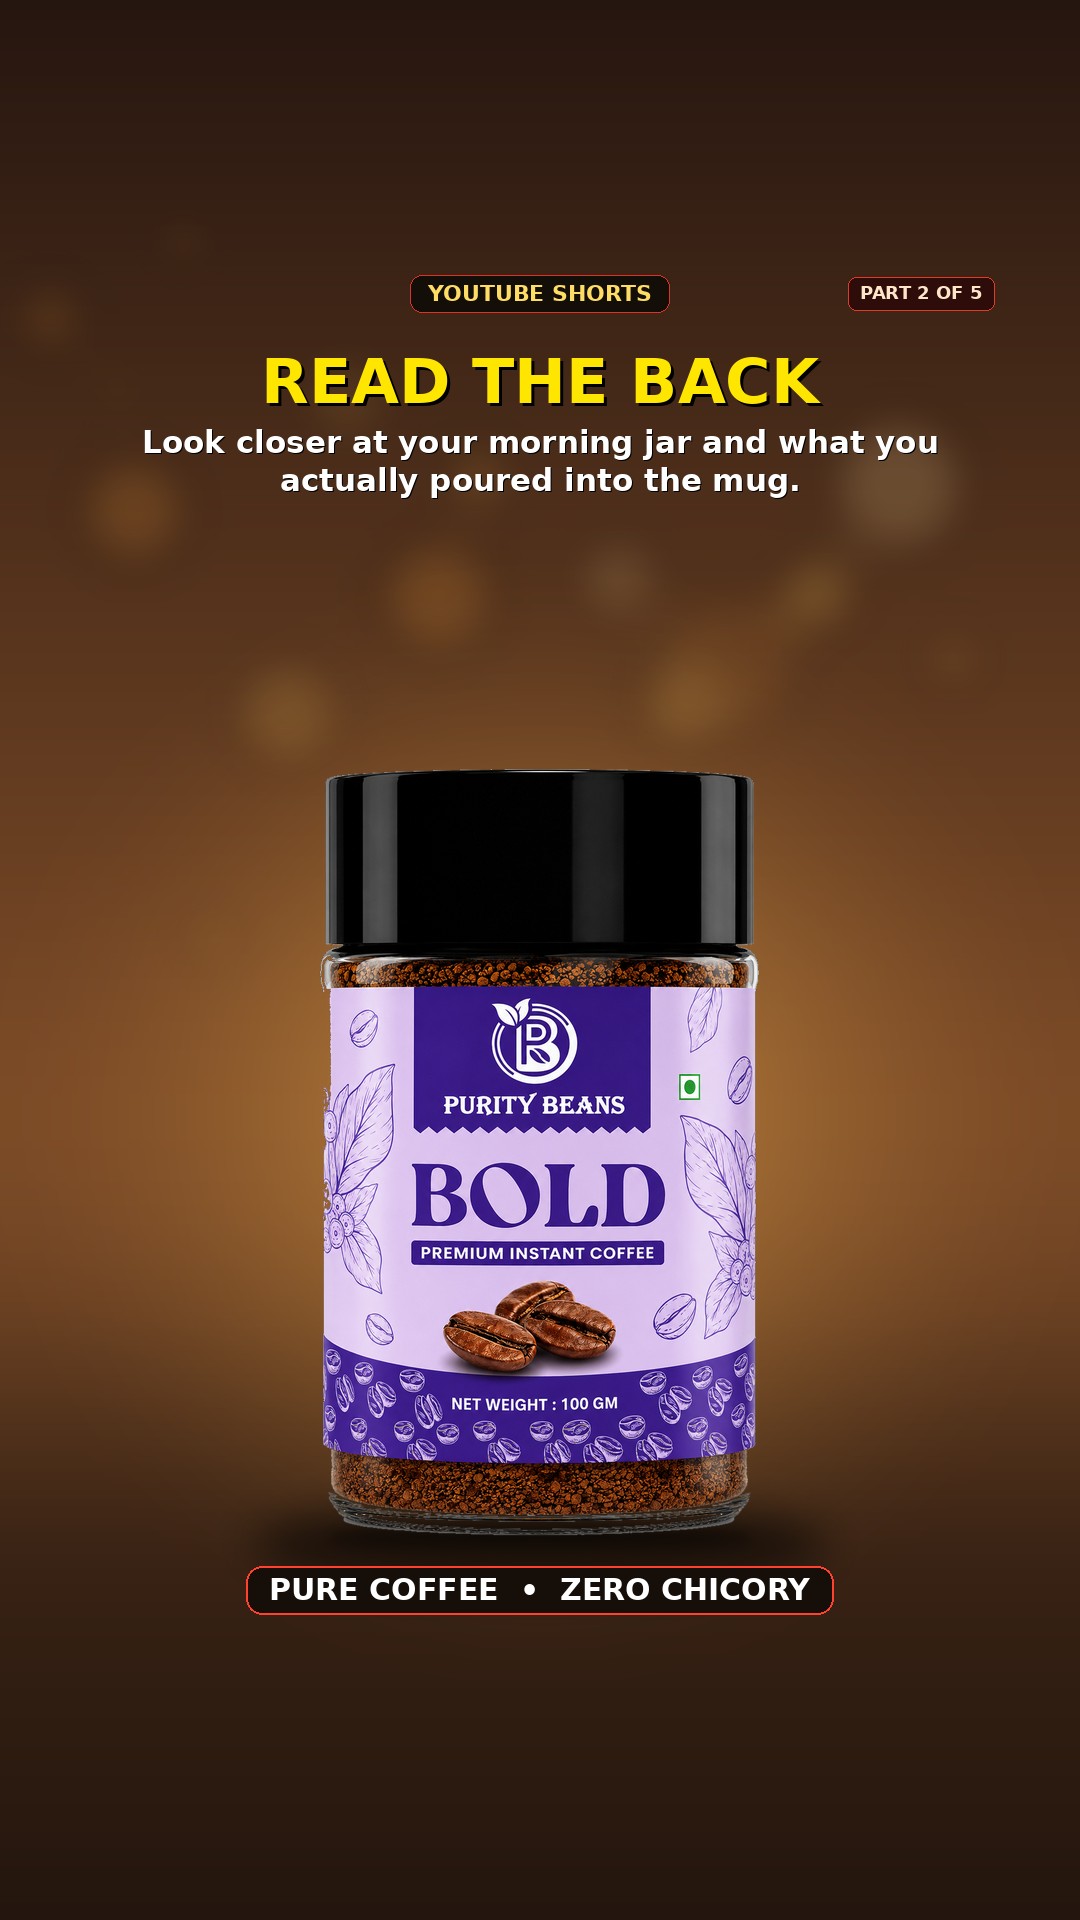 YOUTUBE SHORTS
PART 2 OF 5
READ THE BACK
Look closer at your morning jar and what you
actually poured into the mug.
PURITY BEANS
BOLD
PREMIUM INSTANT COFFEE
NET WEIGHT : 100 GM
PURE COFFEE • ZERO CHICORY